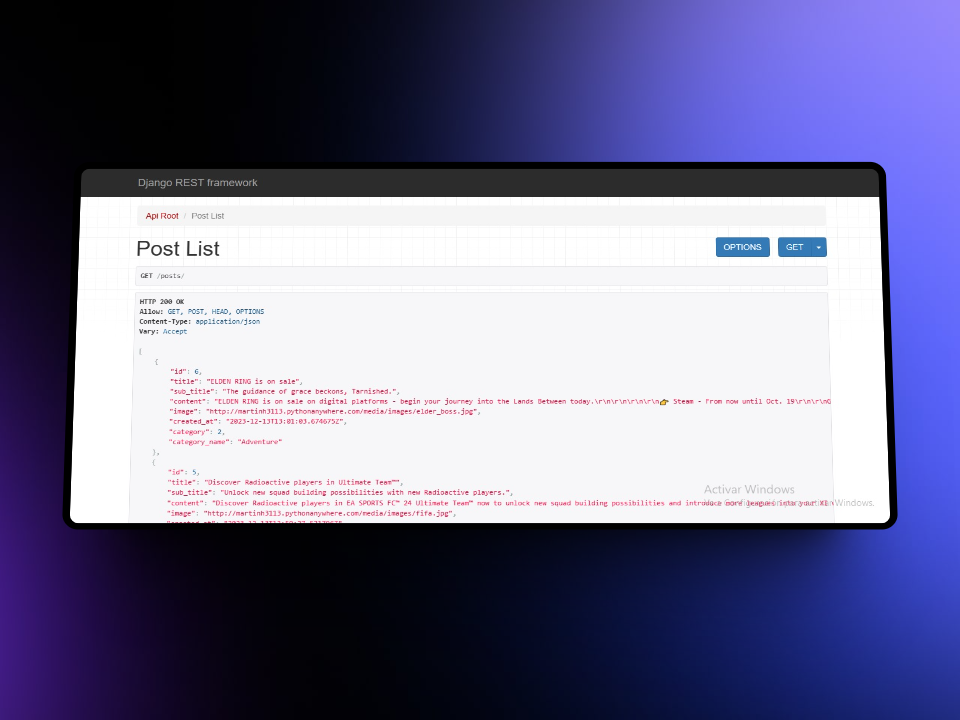 Django REST framework
Api Root / Post List
Post List
OPTIONS GET
GET /posts/
HTTP 200 OK
Allow: GET, POST, HEAD, OPTIONS
Content-Type: application/json
Vary: Accept
[
{
"id": 6,
"title": "ELDEN RING is on sale",
"sub_title": "The guidance of grace beckons, Tarnished.",
"content": "ELDEN RING is on sale on digital platforms - begin your journey into the Lands Between today.\r\n\r\n\r\n\r\n👉 Steam - From now until Oct. 19\r\n\r\n
"image": "http://martinh3113.pythonanywhere.com/media/images/elder_boss.jpg",
"created_at": "2023-12-13T13:01:03.674675Z",
"category": 2,
"category_name": "Adventure"
},
{
"id": 5,
"title": "Discover Radioactive players in Ultimate Team™",
"sub_title": "Unlock new squad building possibilities with new Radioactive players.",
"content": "Discover Radioactive players in EA SPORTS FC™ 24 Ultimate Team™ now to unlock new squad building possibilities and introduce more leagues into your XI
"image": "http://martinh3113.pythonanywhere.com/media/images/fifa.jpg",
Activar Windows
Windows.